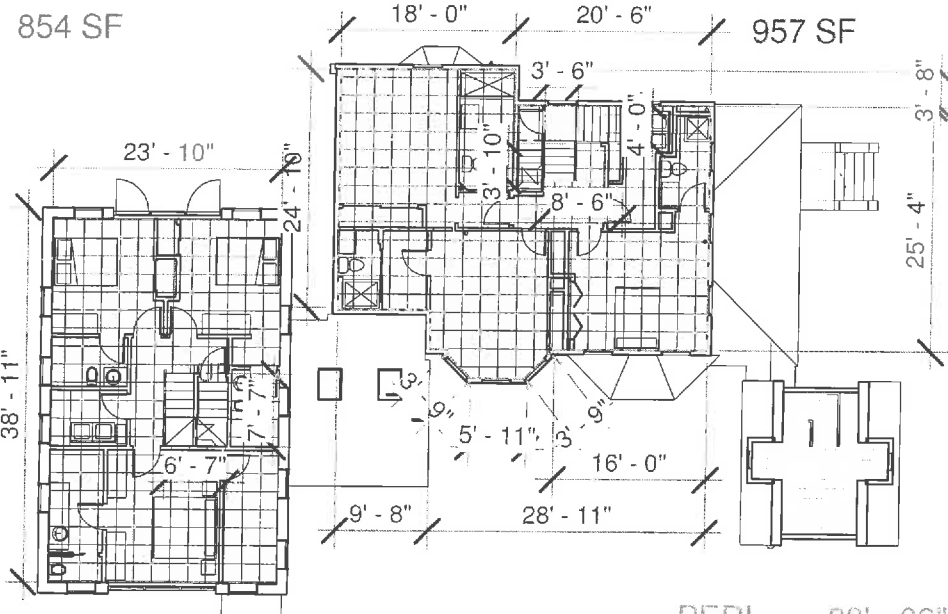 854 SF
18' - 0"
20' - 6"
957 SF
3' - 6"
3' - 8"
4' - 0"
3' - 10"
23' - 10"
24' - 10"
8' - 6"
25' - 4"
38' - 11"
3' - 9"
7' - 7"
5' - 11"
3' - 9"
6' - 7"
16' - 0"
9' - 8"
28' - 11"